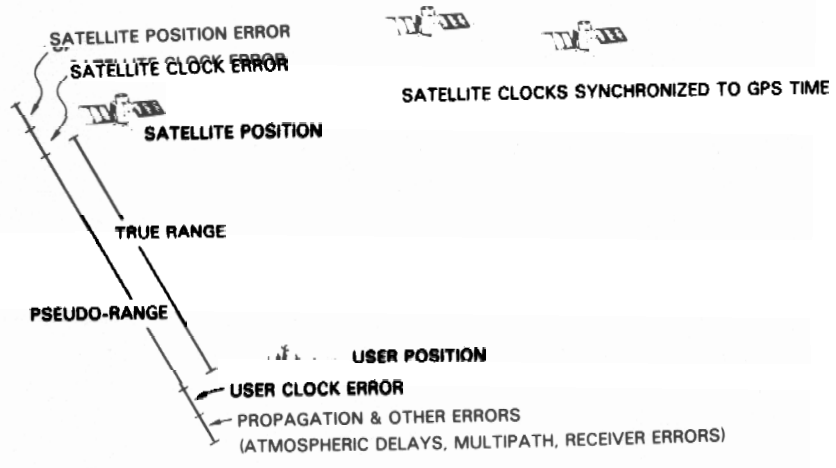 SATELLITE POSITION ERROR
SATELLITE CLOCK ERROR
SATELLITE CLOCKS SYNCHRONIZED TO GPS TIME
SATELLITE POSITION
TRUE RANGE
PSEUDO-RANGE
USER POSITION
USER CLOCK ERROR
PROPAGATION & OTHER ERRORS
(ATMOSPHERIC DELAYS, MULTIPATH, RECEIVER ERRORS)